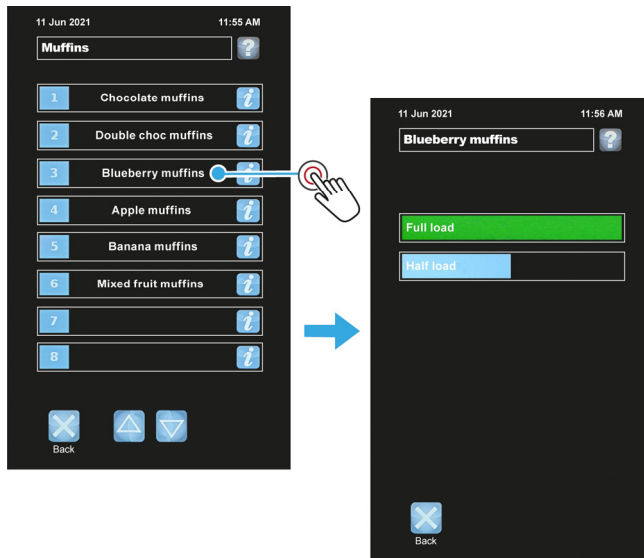 11 Jun 2021 11:55 AM
Muffins ?
1 Chocolate muffins i
2 Double choc muffins i
3 Blueberry muffins i
4 Apple muffins i
5 Banana muffins i
6 Mixed fruit muffins i
7 i
8 i
Back
11 Jun 2021 11:56 AM
Blueberry muffins ?
Full load
Half load
Back